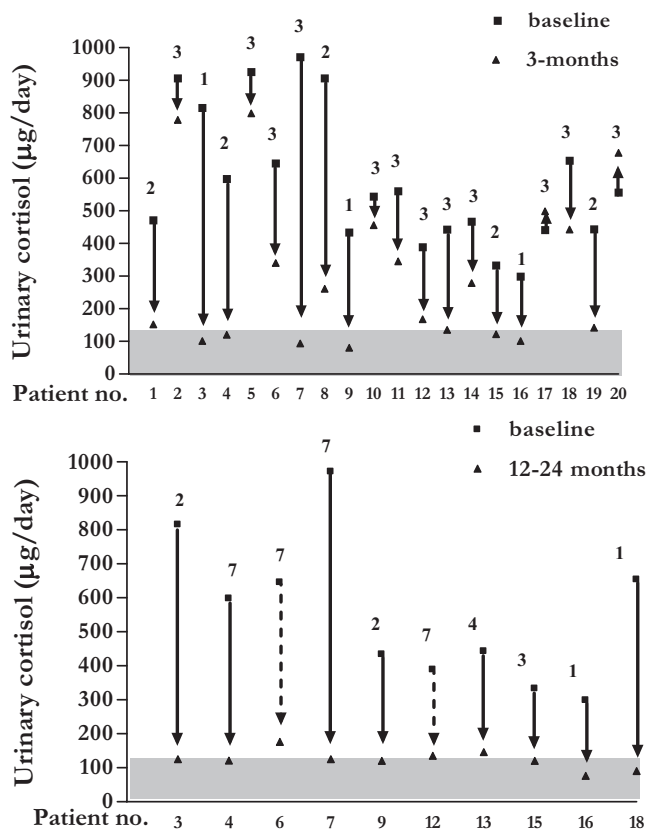 baseline
3-months
Urinary cortisol (µg/day)
1000
900
800
700
600
500
400
300
200
100
0
2 3 1 2 3 3 3 2 1 3 3 3 3 3 2 1 3 3 2 3
Patient no. 1 2 3 4 5 6 7 8 9 10 11 12 13 14 15 16 17 18 19 20
baseline
12-24 months
Urinary cortisol (µg/day)
1000
900
800
700
600
500
400
300
200
100
0
2 7 7 7 2 7 4 3 1 1
Patient no. 3 4 6 7 9 12 13 15 16 18